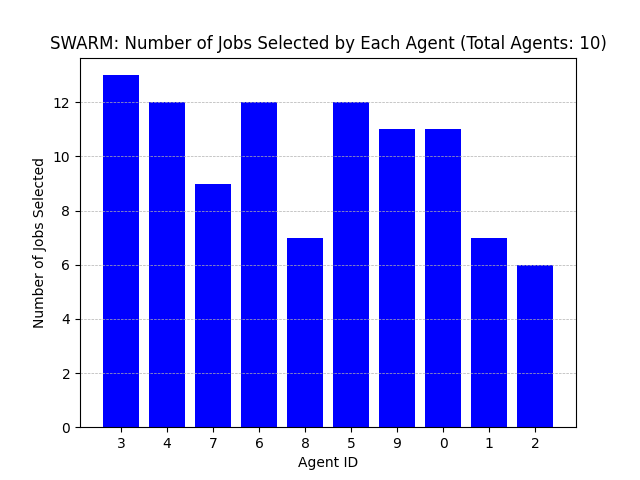 SWARM: Number of Jobs Selected by Each Agent (Total Agents: 10)
Number of Jobs Selected
12
10
8
6
4
2
0
3 4 7 6 8 5 9 0 1 2
Agent ID